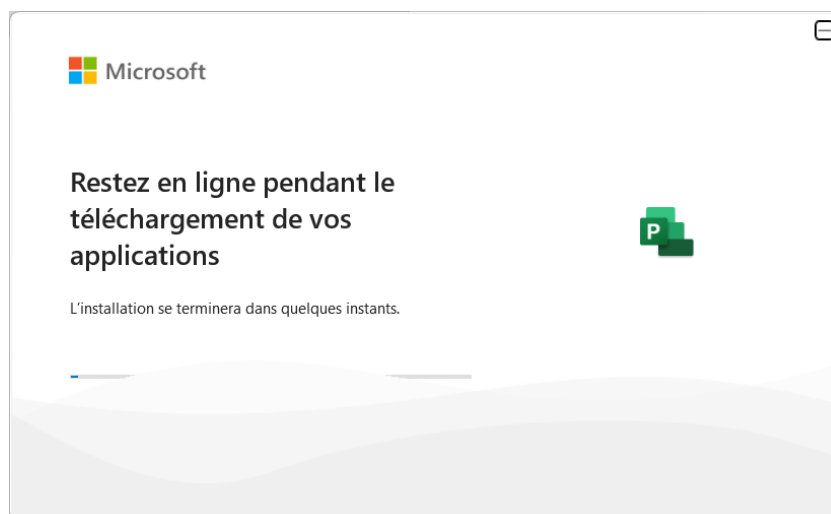 Microsoft
Restez en ligne pendant le
téléchargement de vos
applications
P
L'installation se terminera dans quelques instants.